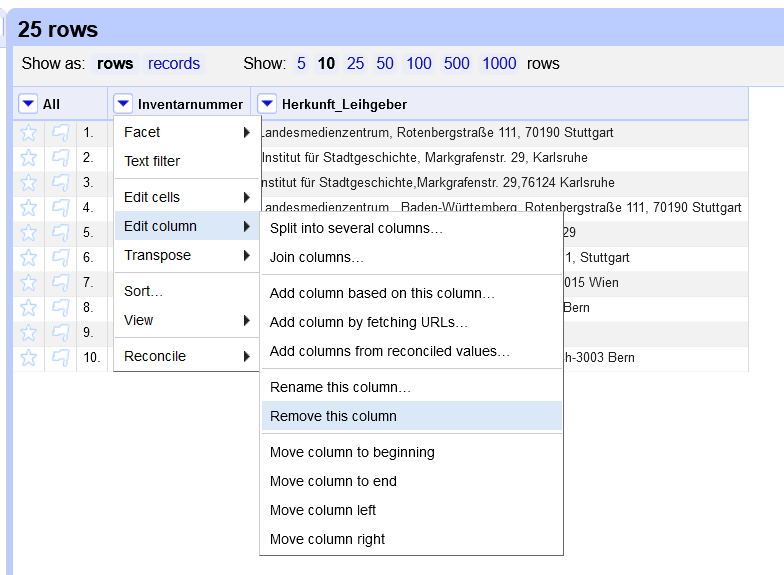 25 rows
Show as: rows records Show: 5 10 25 50 100 500 1000 rows
All Inventarnummer Herkunft_Leihgeber
1. Landesmedienzentrum, Rotenbergstraße 111, 70190 Stuttgart
2. Institut für Stadtgeschichte, Markgrafenstr. 29, Karlsruhe
3. Institut für Stadtgeschichte,Markgrafenstr. 29,76124 Karlsruhe
4. Landesmedienzentrum Baden-Württemberg, Rotenbergstraße 111, 70190 Stuttgart
5. 29
6. 1, Stuttgart
7. 015 Wien
8. Bern
9.
10. h-3003 Bern
Facet
Text filter
Edit cells
Edit column
Transpose
Sort…
View
Reconcile
Split into several columns…
Join columns…
Add column based on this column…
Add column by fetching URLs…
Add columns from reconciled values…
Rename this column…
Remove this column
Move column to beginning
Move column to end
Move column left
Move column right